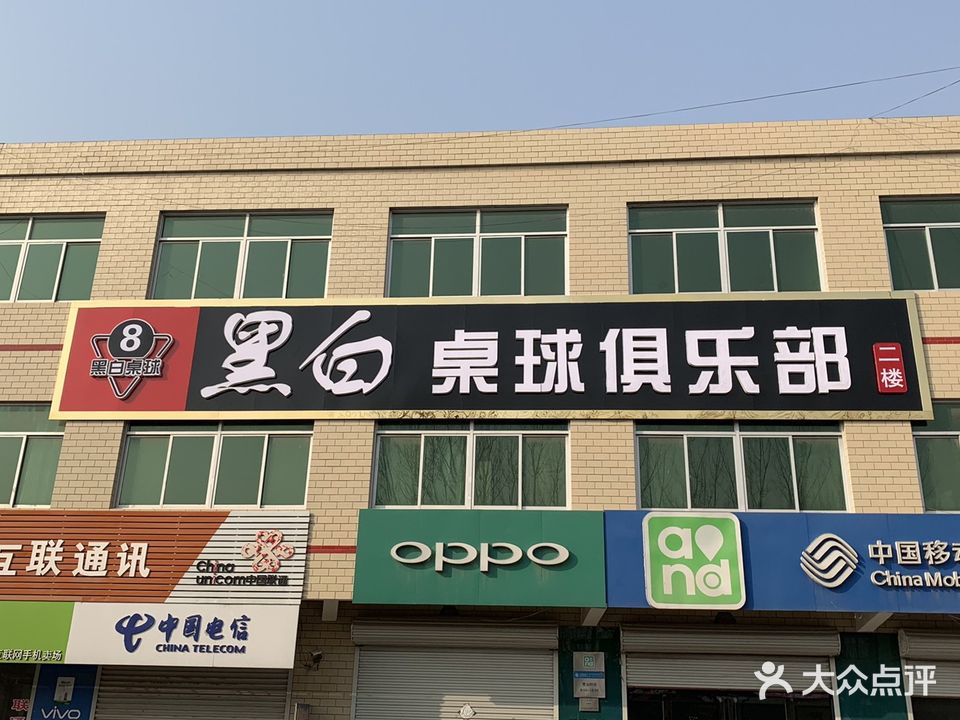 8
黑白桌球
黑白 桌球俱乐部
二楼
互联通讯
China
unicom中国联通
中国电信
CHINA TELECOM
互联网手机卖场
vivo
oppo
and
中国移动
China Mob
大众点评